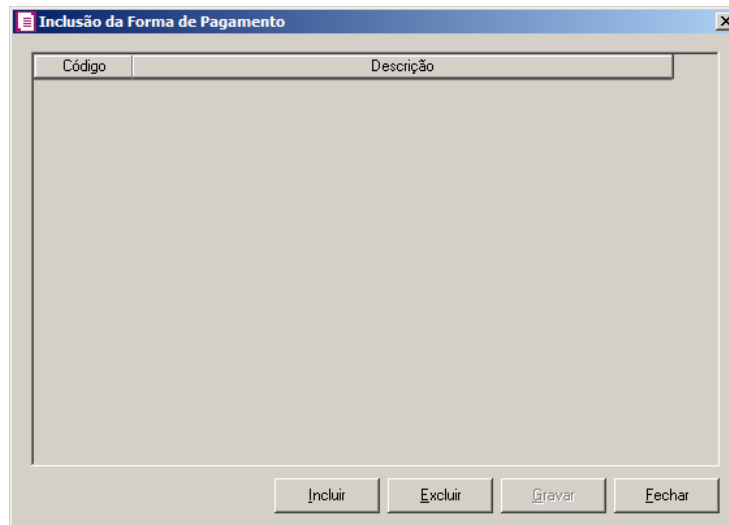 Inclusão da Forma de Pagamento
Código Descrição
Incluir Excluir Gravar Fechar